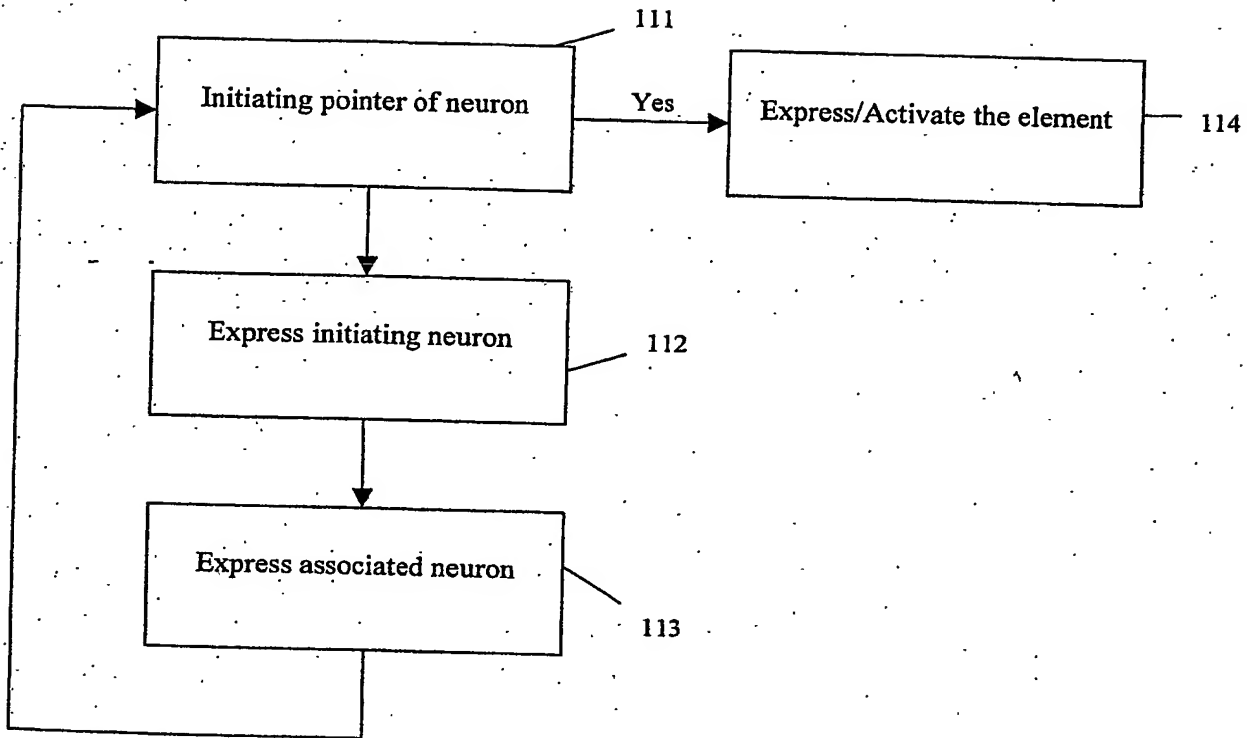 111
Initiating pointer of neuron
Yes
Express/Activate the element
114
Express initiating neuron
112
Express associated neuron
113